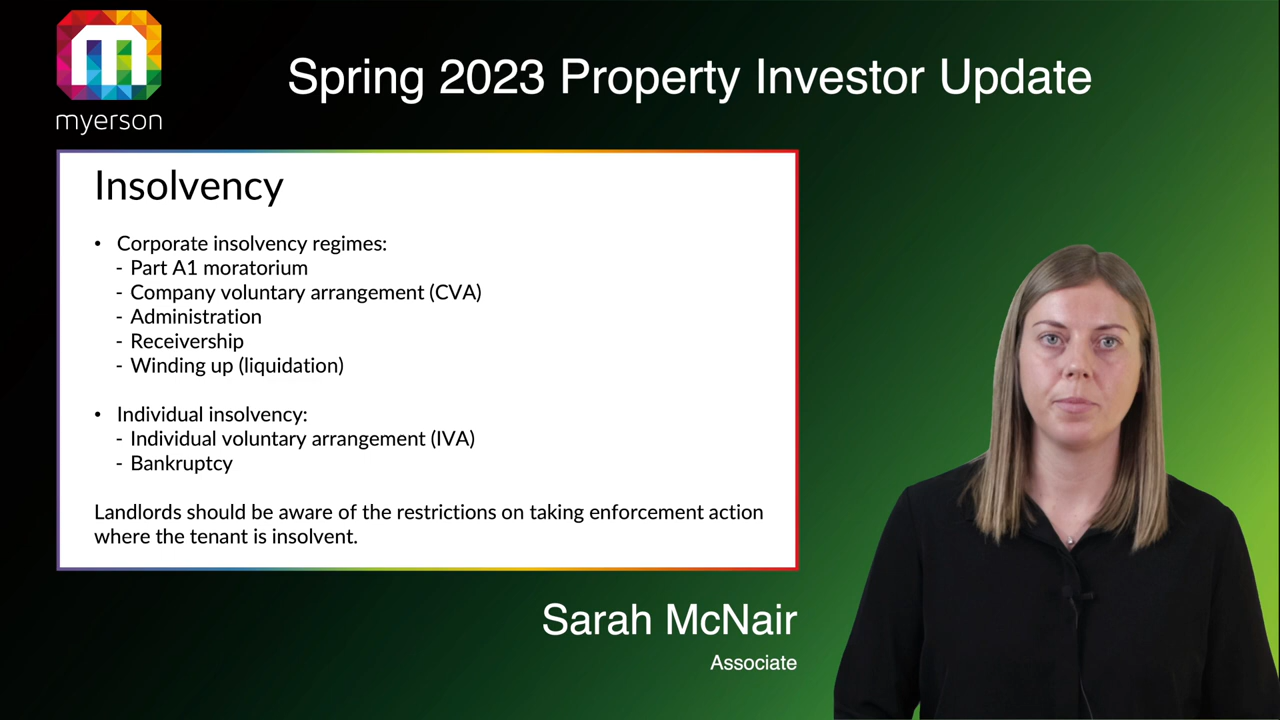 myerson
Spring 2023 Property Investor Update
Insolvency
• Corporate insolvency regimes:
- Part A1 moratorium
- Company voluntary arrangement (CVA)
- Administration
- Receivership
- Winding up (liquidation)
• Individual insolvency:
- Individual voluntary arrangement (IVA)
- Bankruptcy
Landlords should be aware of the restrictions on taking enforcement action
where the tenant is insolvent.
Sarah McNair
Associate